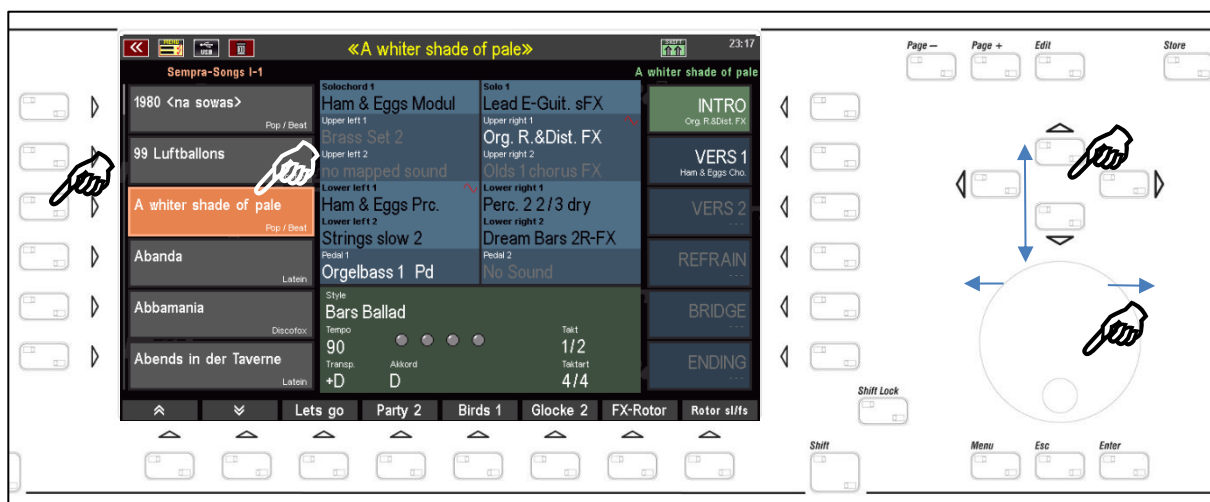 MENU
USB
«A whiter shade of pale»
SHIFT
23:17
Sempra-Songs I-1
A whiter shade of pale
1980 <na sowas>
Pop / Beat
99 Luftballons
A whiter shade of pale
Pop / Beat
Abanda
Latein
Abbamania
Discofox
Abends in der Taverne
Latein
Solochord 1
Ham & Eggs Modul
Solo 1
Lead E-Guit. sFX
Upper left 1
Brass Set 2
Upper right 1
Org. R.&Dist. FX
Upper left 2
no mapped sound
Upper right 2
Olds 1 chorus FX
Lower left 1
Ham & Eggs Prc.
Lower right 1
Perc. 2 2/3 dry
Lower left 2
Strings slow 2
Lower right 2
Dream Bars 2R-FX
Pedal 1
Orgelbass 1 Pd
Pedal 2
No Sound
Style
Bars Ballad
Tempo
90
Takt
1/2
Transp.
+D
Akkord
D
Taktart
4/4
INTRO
Org. R.&Dist. FX
VERS 1
Ham & Eggs Cho.
VERS 2
---
REFRAIN
---
BRIDGE
---
ENDING
---
Lets go
Party 2
Birds 1
Glocke 2
FX-Rotor
Rotor sl/fs
Page –
Page +
Edit
Store
Shift Lock
Shift
Menu
Esc
Enter